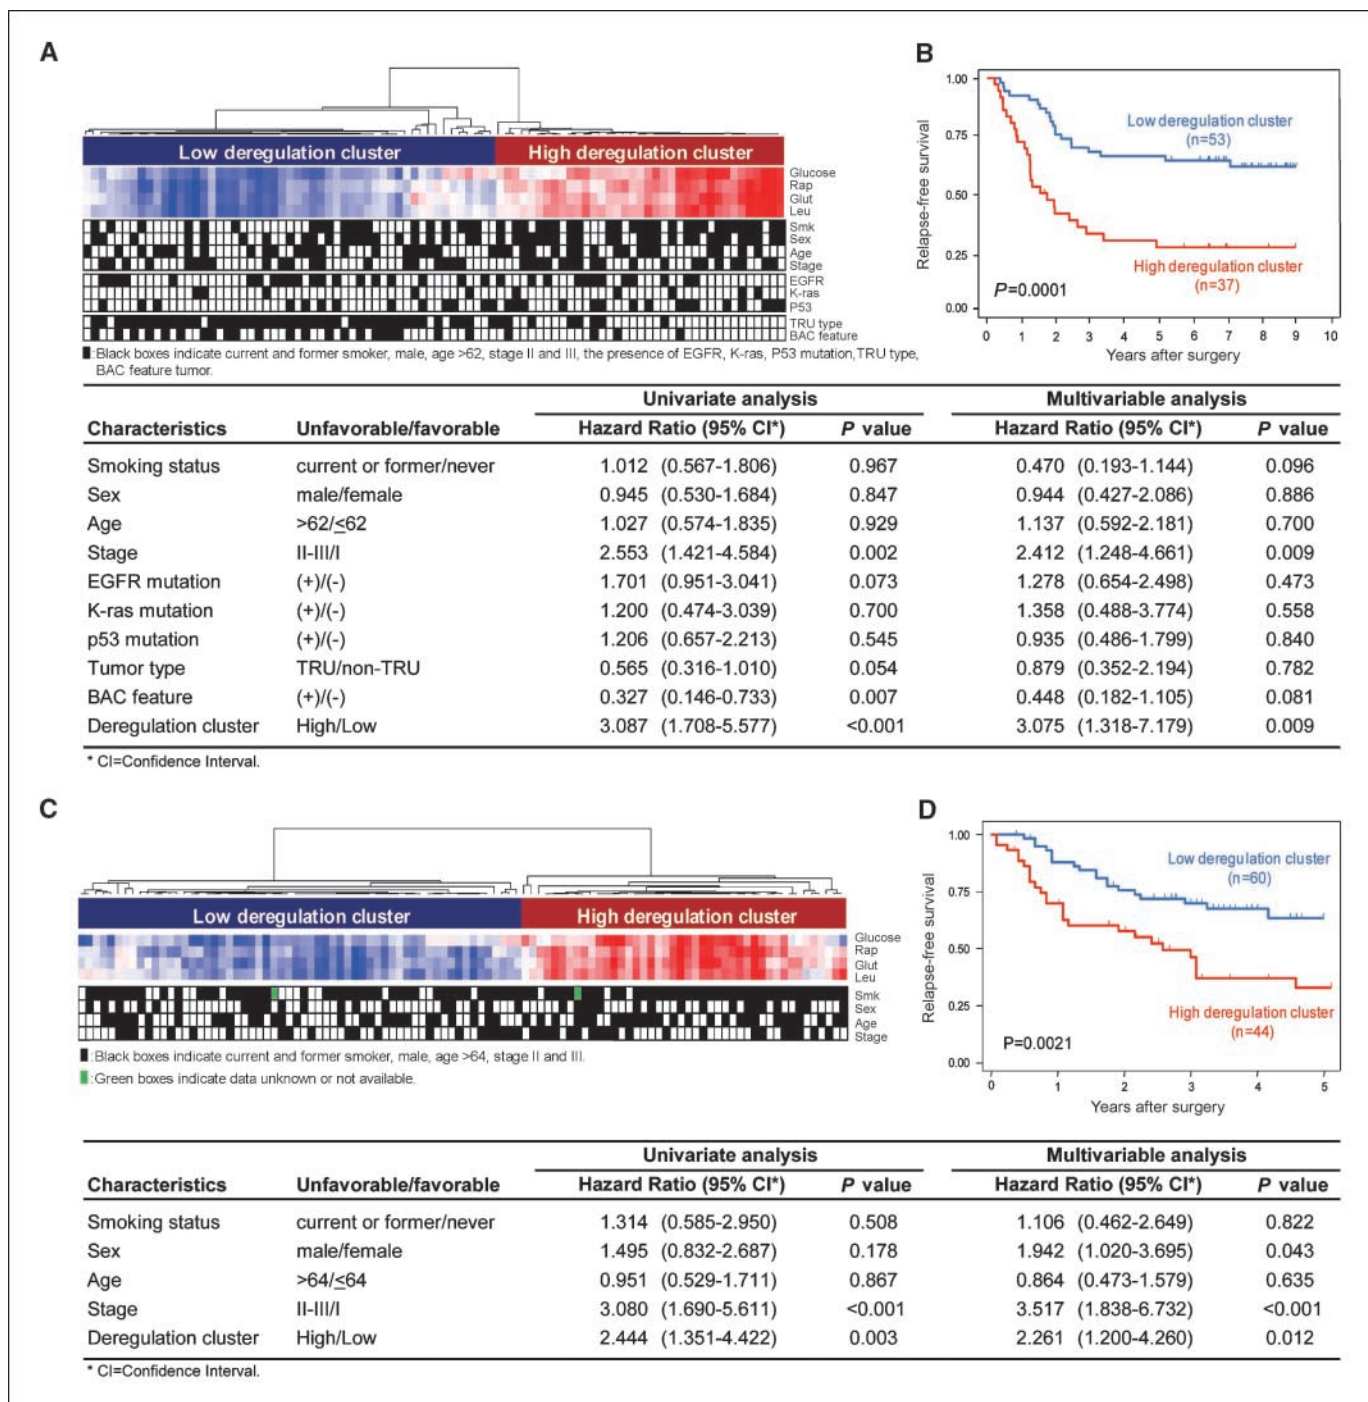 A
Low deregulation cluster High deregulation cluster
Glucose
Rap
Glut
Leu
Smk
Sex
Age
Stage
EGFR
K-ras
P53
TRU type
BAC feature
:Black boxes indicate current and former smoker, male, age >62, stage II and III, the presence of EGFR, K-ras, P53 mutation,TRU type,
BAC feature tumor.
B
Relapse-free survival
1.00
0.75
0.50
0.25
0.00
Low deregulation cluster
(n=53)
High deregulation cluster
(n=37)
P=0.0001
0 1 2 3 4 5 6 7 8 9 10
Years after surgery
Univariate analysis Multivariable analysis
Characteristics Unfavorable/favorable Hazard Ratio (95% CI*) P value Hazard Ratio (95% CI*) P value
Smoking status current or former/never 1.012 (0.567-1.806) 0.967 0.470 (0.193-1.144) 0.096
Sex male/female 0.945 (0.530-1.684) 0.847 0.944 (0.427-2.086) 0.886
Age >62/≤62 1.027 (0.574-1.835) 0.929 1.137 (0.592-2.181) 0.700
Stage II-III/I 2.553 (1.421-4.584) 0.002 2.412 (1.248-4.661) 0.009
EGFR mutation (+)/(-) 1.701 (0.951-3.041) 0.073 1.278 (0.654-2.498) 0.473
K-ras mutation (+)/(-) 1.200 (0.474-3.039) 0.700 1.358 (0.488-3.774) 0.558
p53 mutation (+)/(-) 1.206 (0.657-2.213) 0.545 0.935 (0.486-1.799) 0.840
Tumor type TRU/non-TRU 0.565 (0.316-1.010) 0.054 0.879 (0.352-2.194) 0.782
BAC feature (+)/(-) 0.327 (0.146-0.733) 0.007 0.448 (0.182-1.105) 0.081
Deregulation cluster High/Low 3.087 (1.708-5.577) <0.001 3.075 (1.318-7.179) 0.009
* CI=Confidence Interval.
C
Low deregulation cluster High deregulation cluster
Glucose
Rap
Glut
Leu
Smk
Sex
Age
Stage
:Black boxes indicate current and former smoker, male, age >64, stage II and III.
:Green boxes indicate data unknown or not available.
D
Relapse-free survival
1.00
0.75
0.50
0.25
0.00
Low deregulation cluster
(n=60)
High deregulation cluster
(n=44)
P=0.0021
0 1 2 3 4 5
Years after surgery
Univariate analysis Multivariable analysis
Characteristics Unfavorable/favorable Hazard Ratio (95% CI*) P value Hazard Ratio (95% CI*) P value
Smoking status current or former/never 1.314 (0.585-2.950) 0.508 1.106 (0.462-2.649) 0.822
Sex male/female 1.495 (0.832-2.687) 0.178 1.942 (1.020-3.695) 0.043
Age >64/≤64 0.951 (0.529-1.711) 0.867 0.864 (0.473-1.579) 0.635
Stage II-III/I 3.080 (1.690-5.611) <0.001 3.517 (1.838-6.732) <0.001
Deregulation cluster High/Low 2.444 (1.351-4.422) 0.003 2.261 (1.200-4.260) 0.012
* CI=Confidence Interval.